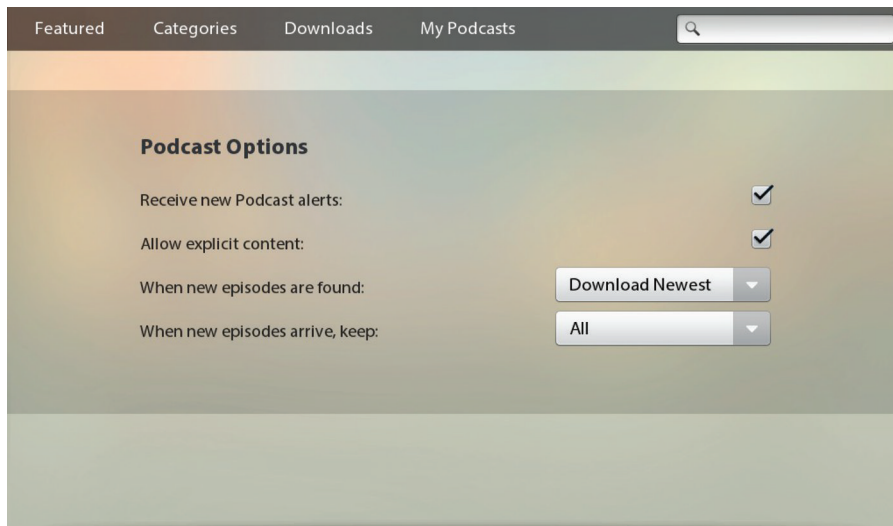 Featured Categories Downloads My Podcasts
Podcast Options
Receive new Podcast alerts:
Allow explicit content:
When new episodes are found: Download Newest
When new episodes arrive, keep: All